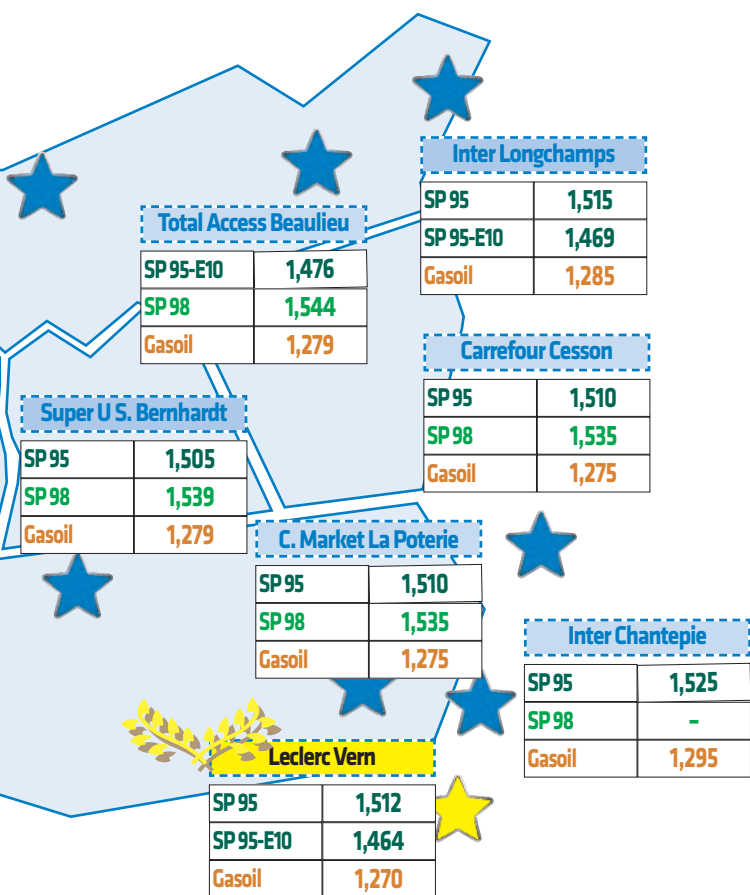 Inter Longchamps
SP 95 1,515
SP 95-E10 1,469
Gasoil 1,285
Total Access Beaulieu
SP 95-E10 1,476
SP 98 1,544
Gasoil 1,279
Carrefour Cesson
SP 95 1,510
SP 98 1,535
Gasoil 1,275
Super U S. Bernhardt
SP 95 1,505
SP 98 1,539
Gasoil 1,279
C. Market La Poterie
SP 95 1,510
SP 98 1,535
Gasoil 1,275
Inter Chantepie
SP 95 1,525
SP 98 -
Gasoil 1,295
Leclerc Vern
SP 95 1,512
SP 95-E10 1,464
Gasoil 1,270